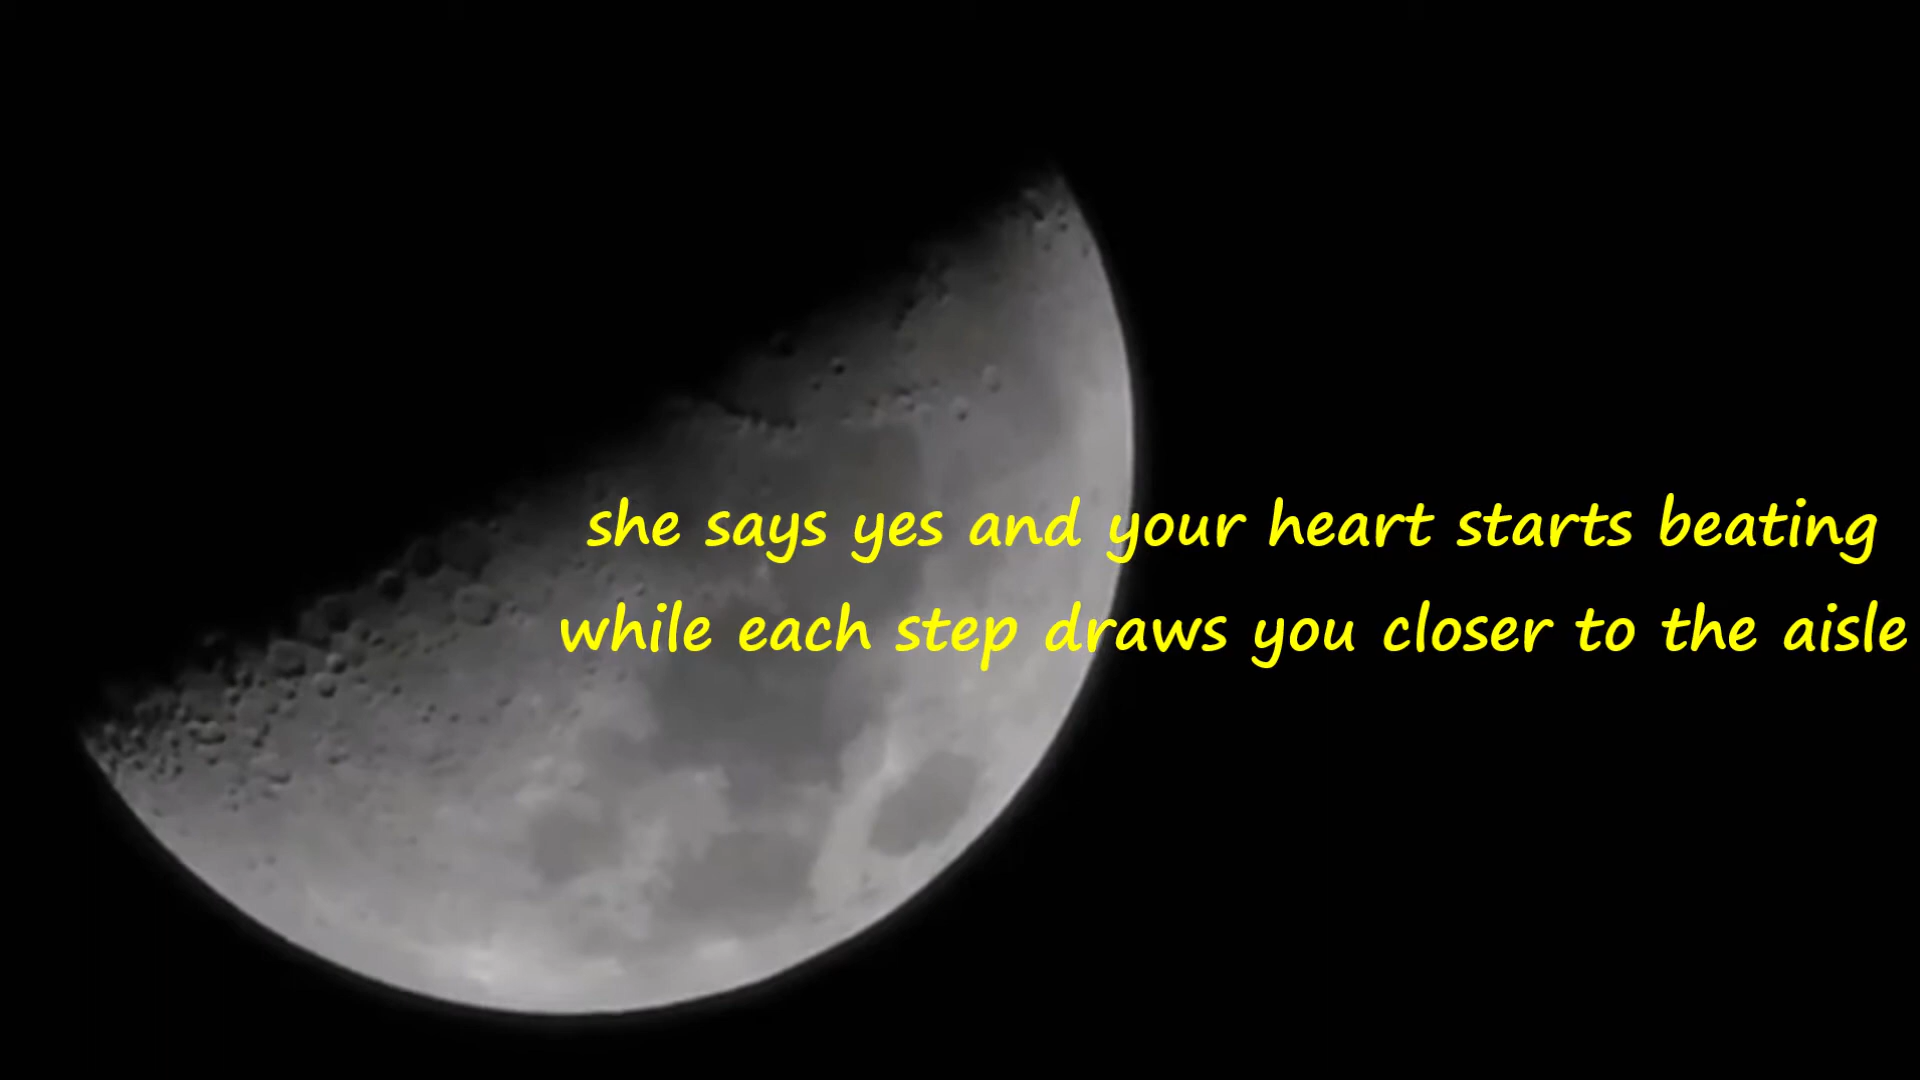 she says yes and your heart starts beating
while each step draws you closer to the aisle